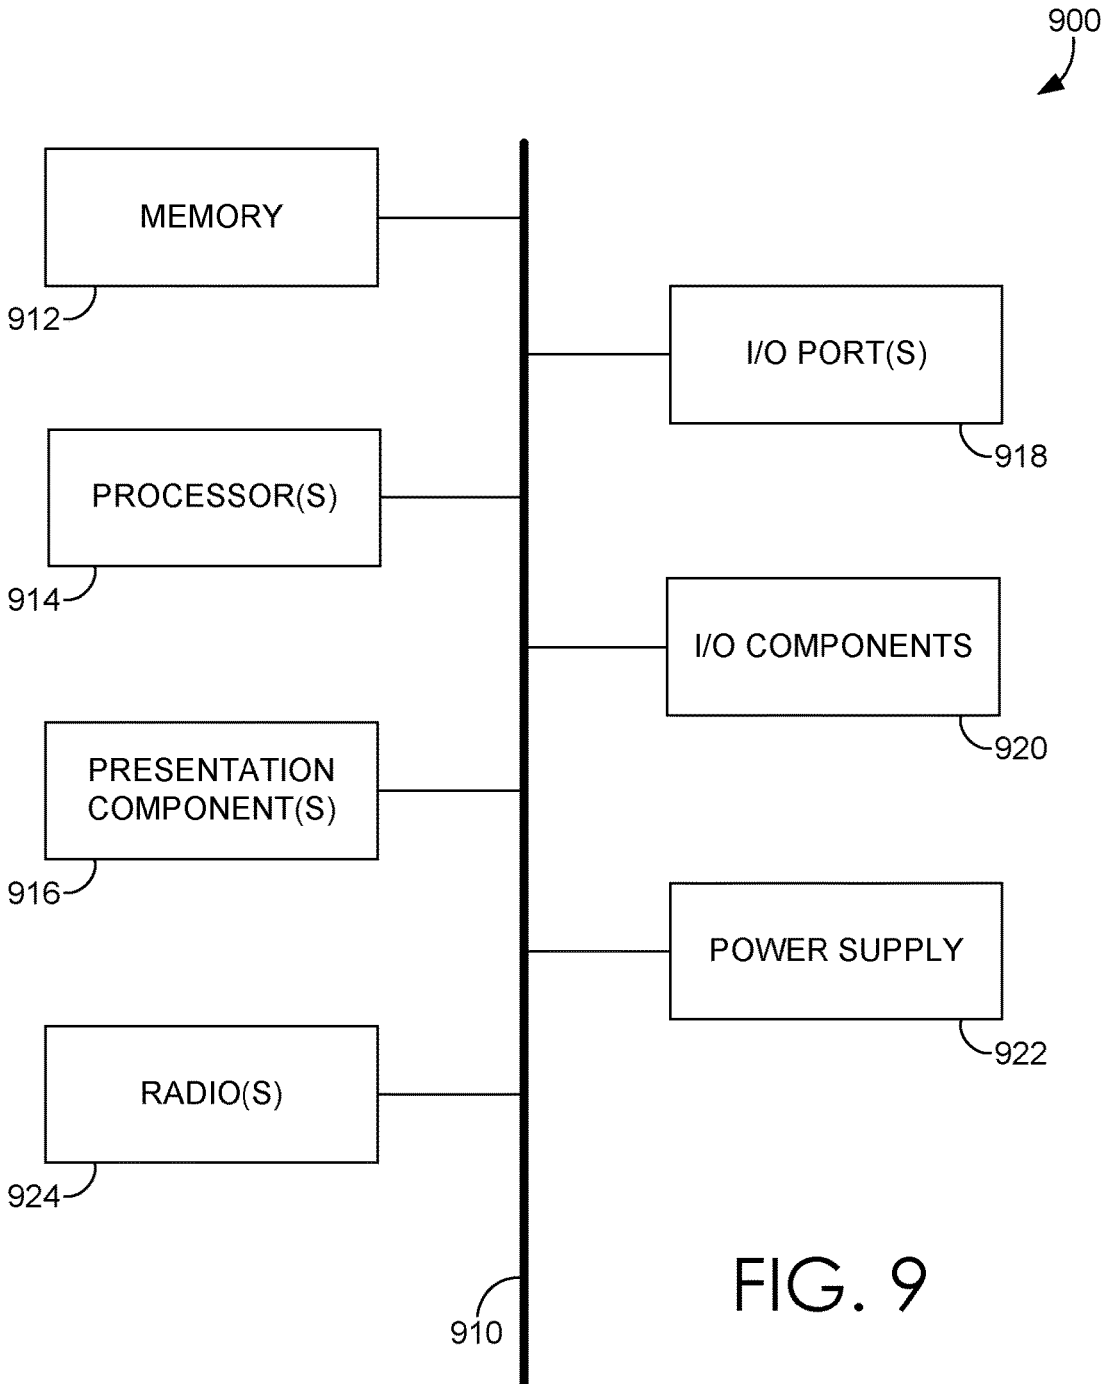 900
MEMORY
912
I/O PORT(S)
918
PROCESSOR(S)
914
I/O COMPONENTS
920
PRESENTATION
COMPONENT(S)
916
POWER SUPPLY
922
RADIO(S)
924
910
FIG. 9